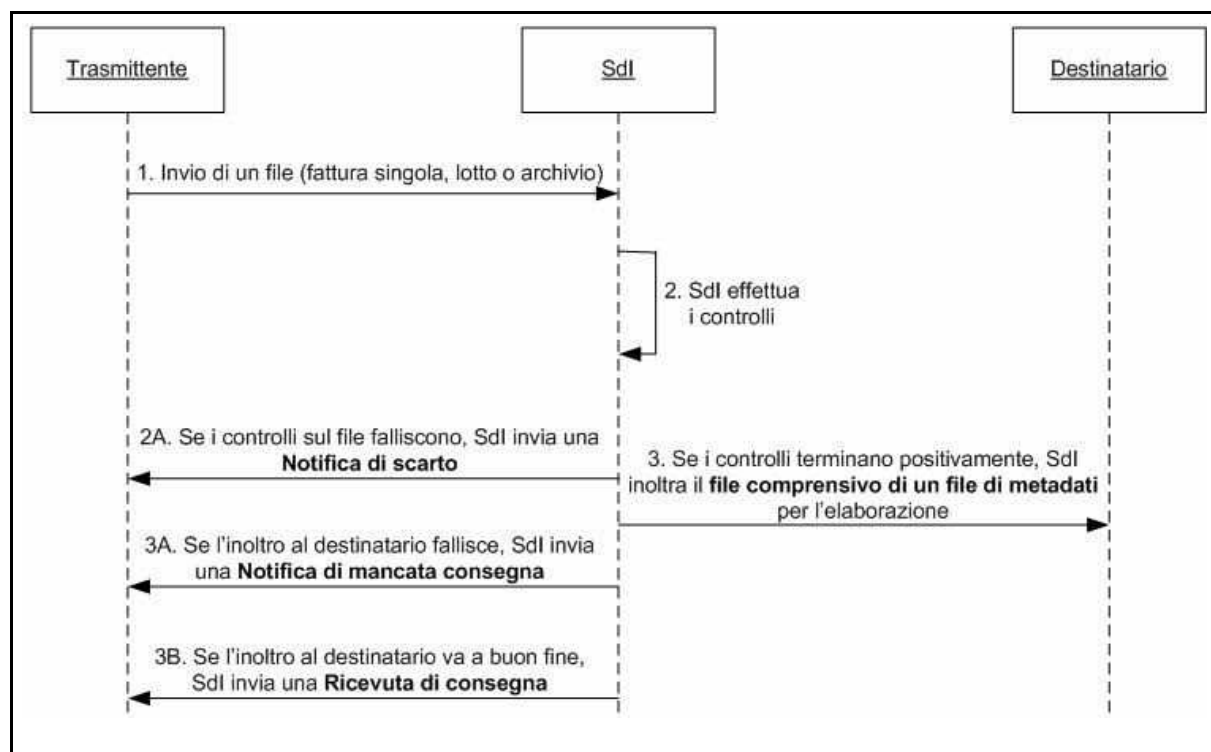 Trasmittente
SdI
Destinatario
1. Invio di un file (fattura singola, lotto o archivio)
2. SdI effettua
i controlli
2A. Se i controlli sul file falliscono, SdI invia una
Notifica di scarto
3. Se i controlli terminano positivamente, SdI
inoltra il file comprensivo di un file di metadati
per l'elaborazione
3A. Se l'inoltro al destinatario fallisce, SdI invia
una Notifica di mancata consegna
3B. Se l'inoltro al destinatario va a buon fine,
SdI invia una Ricevuta di consegna